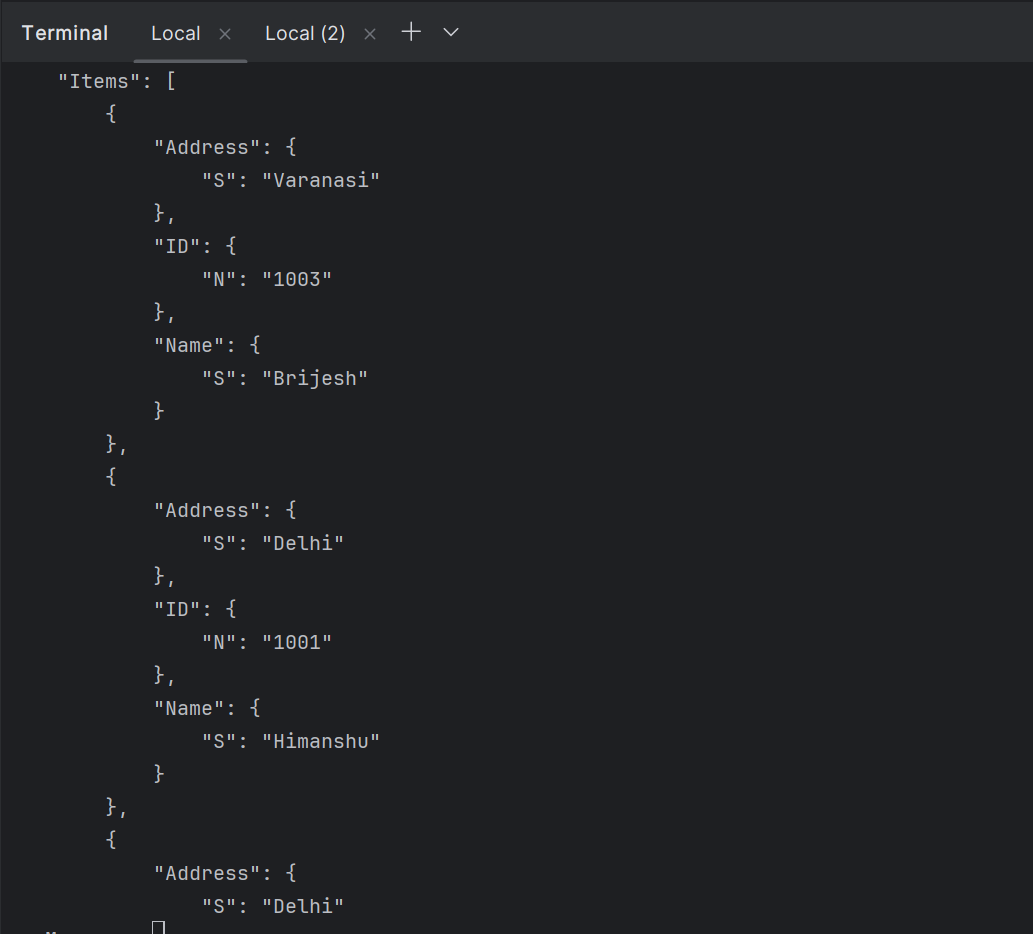 Terminal Local × Local (2) ×
"Items": [
{
"Address": {
"S": "Varanasi"
},
"ID": {
"N": "1003"
},
"Name": {
"S": "Brijesh"
}
},
{
"Address": {
"S": "Delhi"
},
"ID": {
"N": "1001"
},
"Name": {
"S": "Himanshu"
}
},
{
"Address": {
"S": "Delhi"